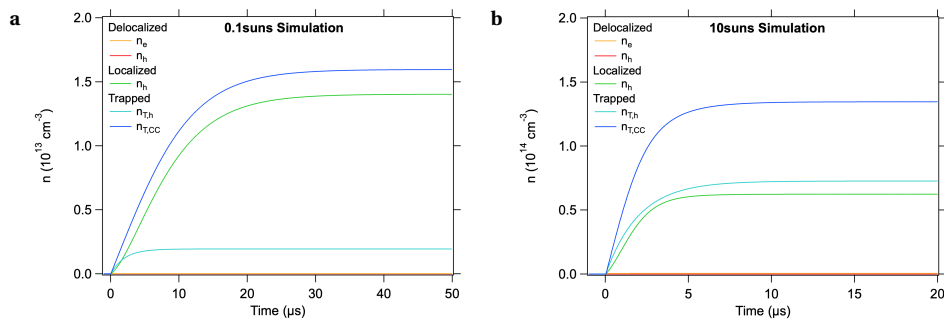 a
0.1suns Simulation
Delocalized
n_e
n_h
Localized
n_h
Trapped
n_T,h
n_T,CC
2.0
1.5
1.0
0.5
0.0
n (10^13 cm^-3)
0 10 20 30 40 50
Time (µs)
b
10suns Simulation
Delocalized
n_e
n_h
Localized
n_h
Trapped
n_T,h
n_T,CC
2.0
1.5
1.0
0.5
0.0
n (10^14 cm^-3)
0 5 10 15 20
Time (µs)